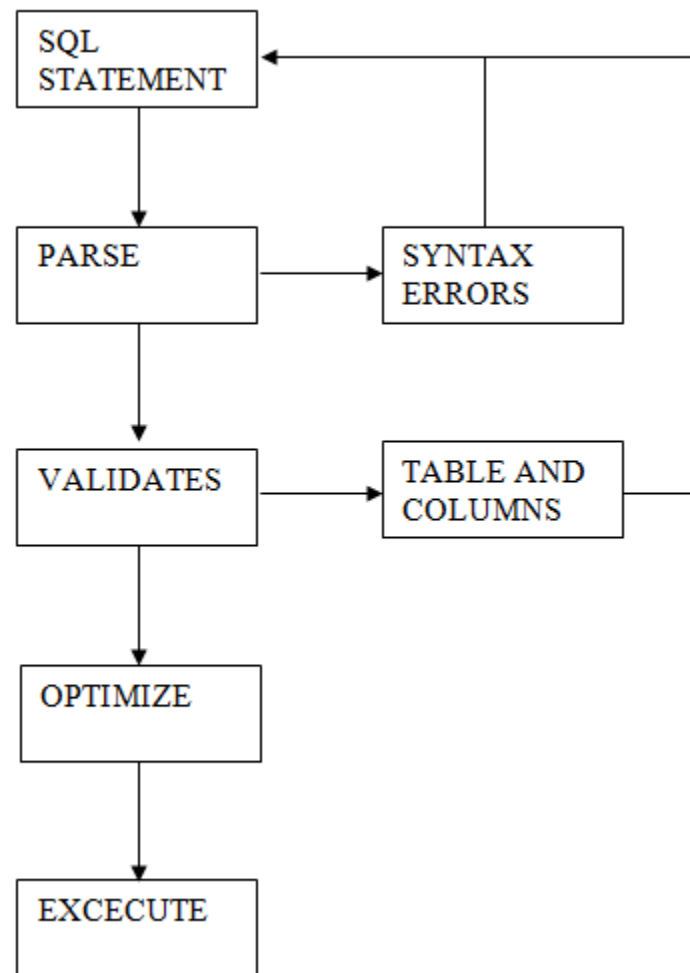 SQL
STATEMENT
PARSE
SYNTAX
ERRORS
VALIDATES
TABLE AND
COLUMNS
OPTIMIZE
EXCECUTE